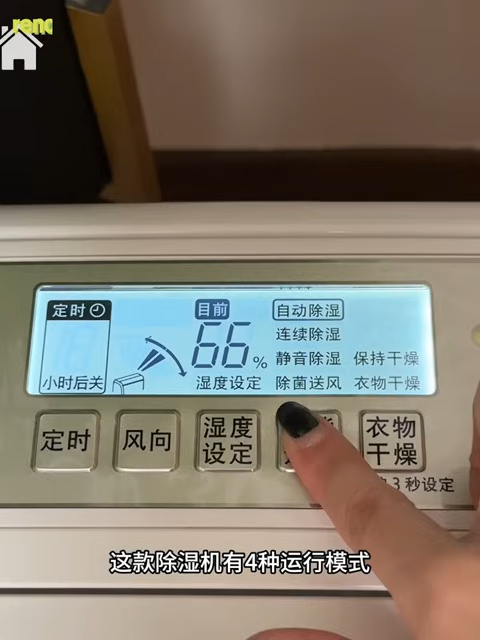 reno
定时
小时后关
目前
66%
湿度设定
自动除湿
连续除湿
静音除湿 保持干燥
除菌送风 衣物干燥
定时
风向
湿度
设定
衣物
干燥
3秒设定
这款除湿机有4种运行模式